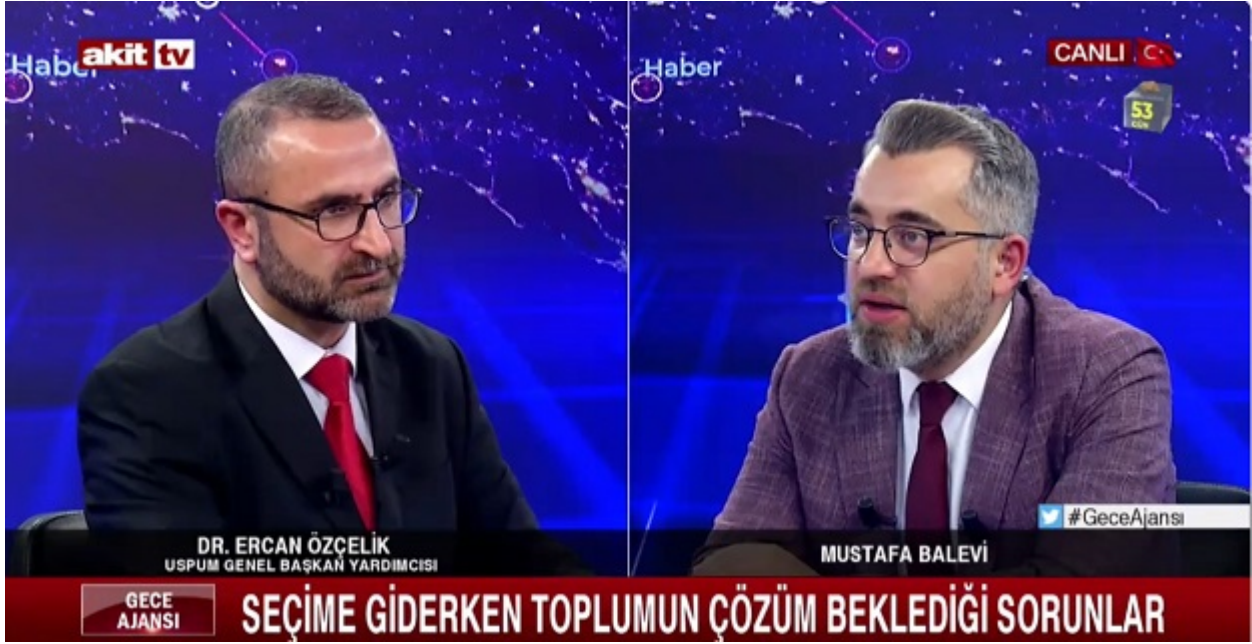 akit tv
Haber
Haber
CANLI
53
GÜN
#GeceAjansı
DR. ERCAN ÖZÇELİK
USPUM GENEL BAŞKAN YARDIMCISI
MUSTAFA BALEVİ
GECE
AJANSI
SEÇİME GİDERKEN TOPLUMUN ÇÖZÜM BEKLEDİĞİ SORUNLAR